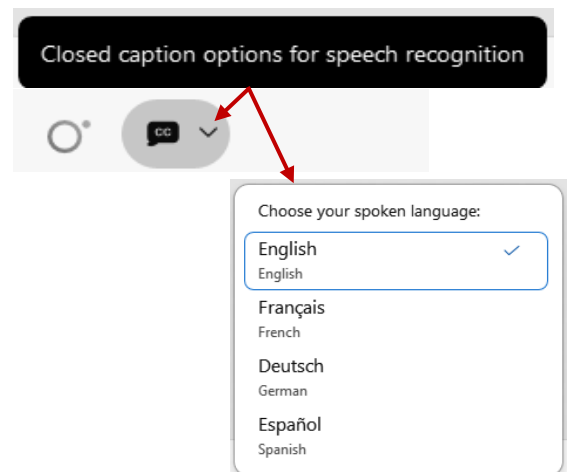 Closed caption options for speech recognition
CC
Choose your spoken language:
English
English
Français
French
Deutsch
German
Español
Spanish